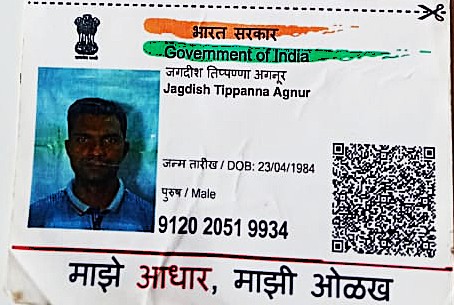 भारत सरकार
Government of India
जगदीश तिप्पण्णा अगनूर
Jagdish Tippanna Agnur
जन्म तारीख / DOB: 23/04/1984
पुरुष / Male
9120 2051 9934
माझे आधार, माझी ओळख